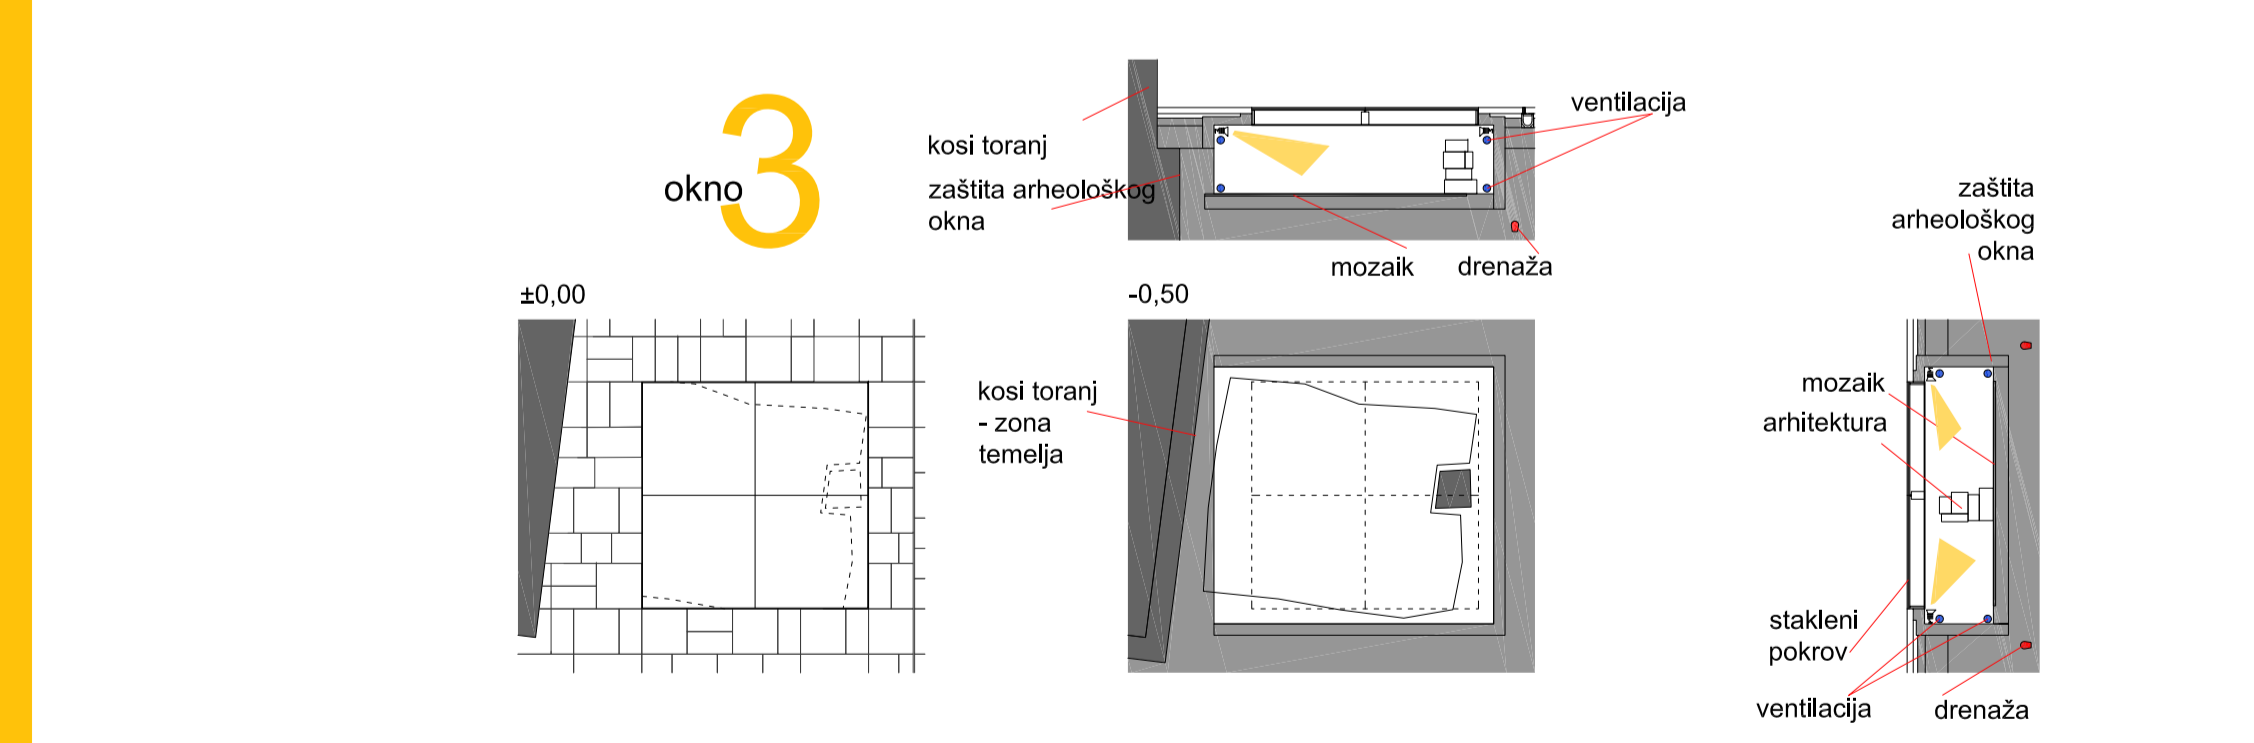 okno 3
kosi toranj
zaštita arheološkog
okna
ventilacija
mozaik
drenaža
±0,00
-0,50
kosi toranj
- zona
temelja
zaštita
arheološkog
okna
mozaik
arhitektura
stakleni
pokrov
ventilacija
drenaža